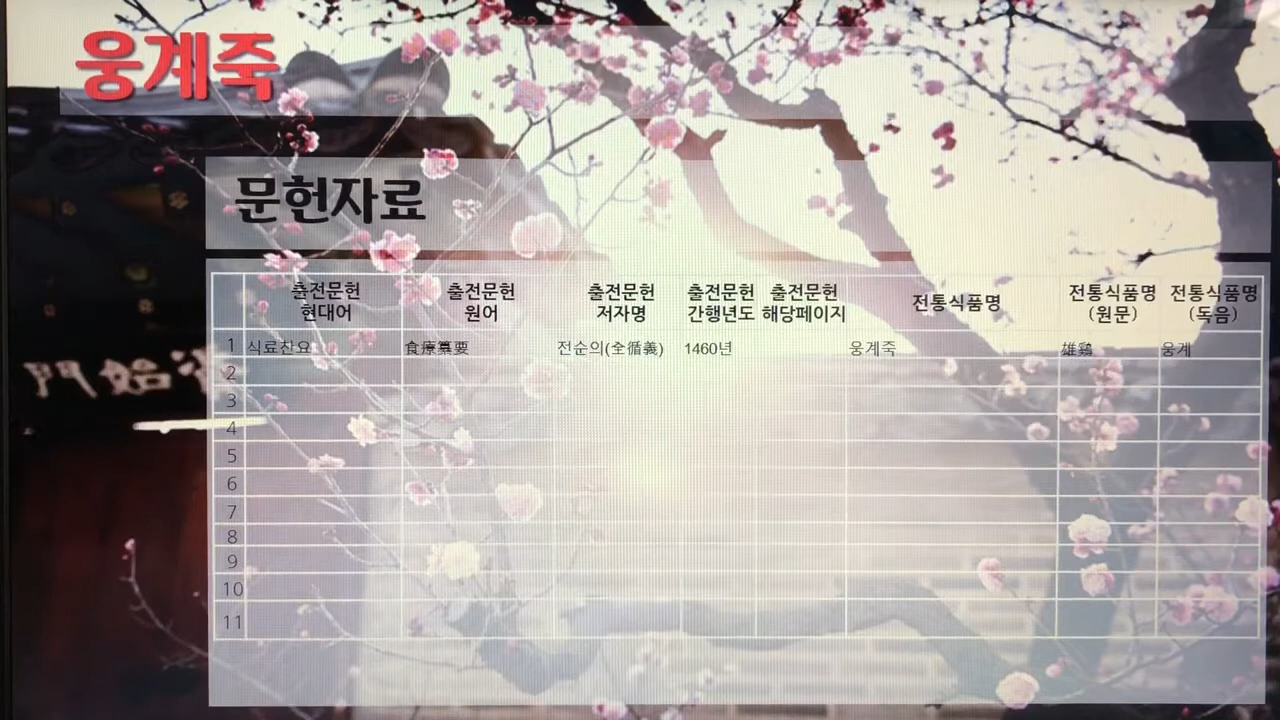 웅계죽
문헌자료
출전문헌 현대어 출전문헌 원어 출전문헌 저자명 출전문헌 간행년도 출전문헌 해당페이지 전통식품명 전통식품명 (원문) 전통식품명 (독음)
1 식료찬요 食療纂要 전순의(全循義) 1460년 웅계죽 雄鷄 웅계
2
3
4
5
6
7
8
9
10
11
門始